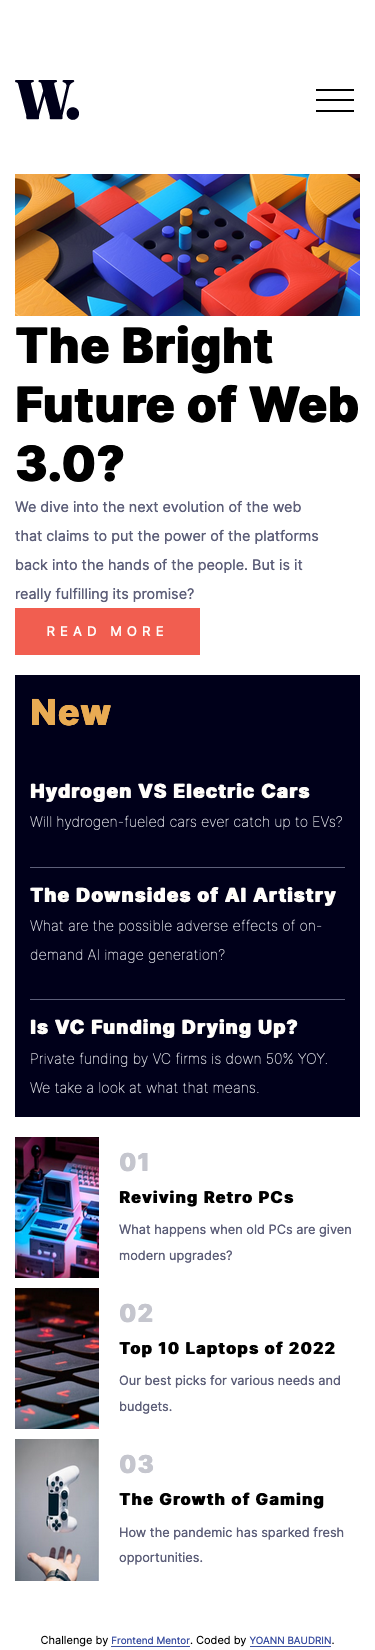 W.
The Bright
Future of Web
3.0?
We dive into the next evolution of the web
that claims to put the power of the platforms
back into the hands of the people. But is it
really fulfilling its promise?
READ MORE
New
Hydrogen VS Electric Cars
Will hydrogen-fueled cars ever catch up to EVs?
The Downsides of AI Artistry
What are the possible adverse effects of on-
demand AI image generation?
Is VC Funding Drying Up?
Private funding by VC firms is down 50% YOY.
We take a look at what that means.
01
Reviving Retro PCs
What happens when old PCs are given
modern upgrades?
02
Top 10 Laptops of 2022
Our best picks for various needs and
budgets.
03
The Growth of Gaming
How the pandemic has sparked fresh
opportunities.
Challenge by Frontend Mentor. Coded by YOANN BAUDRIN.